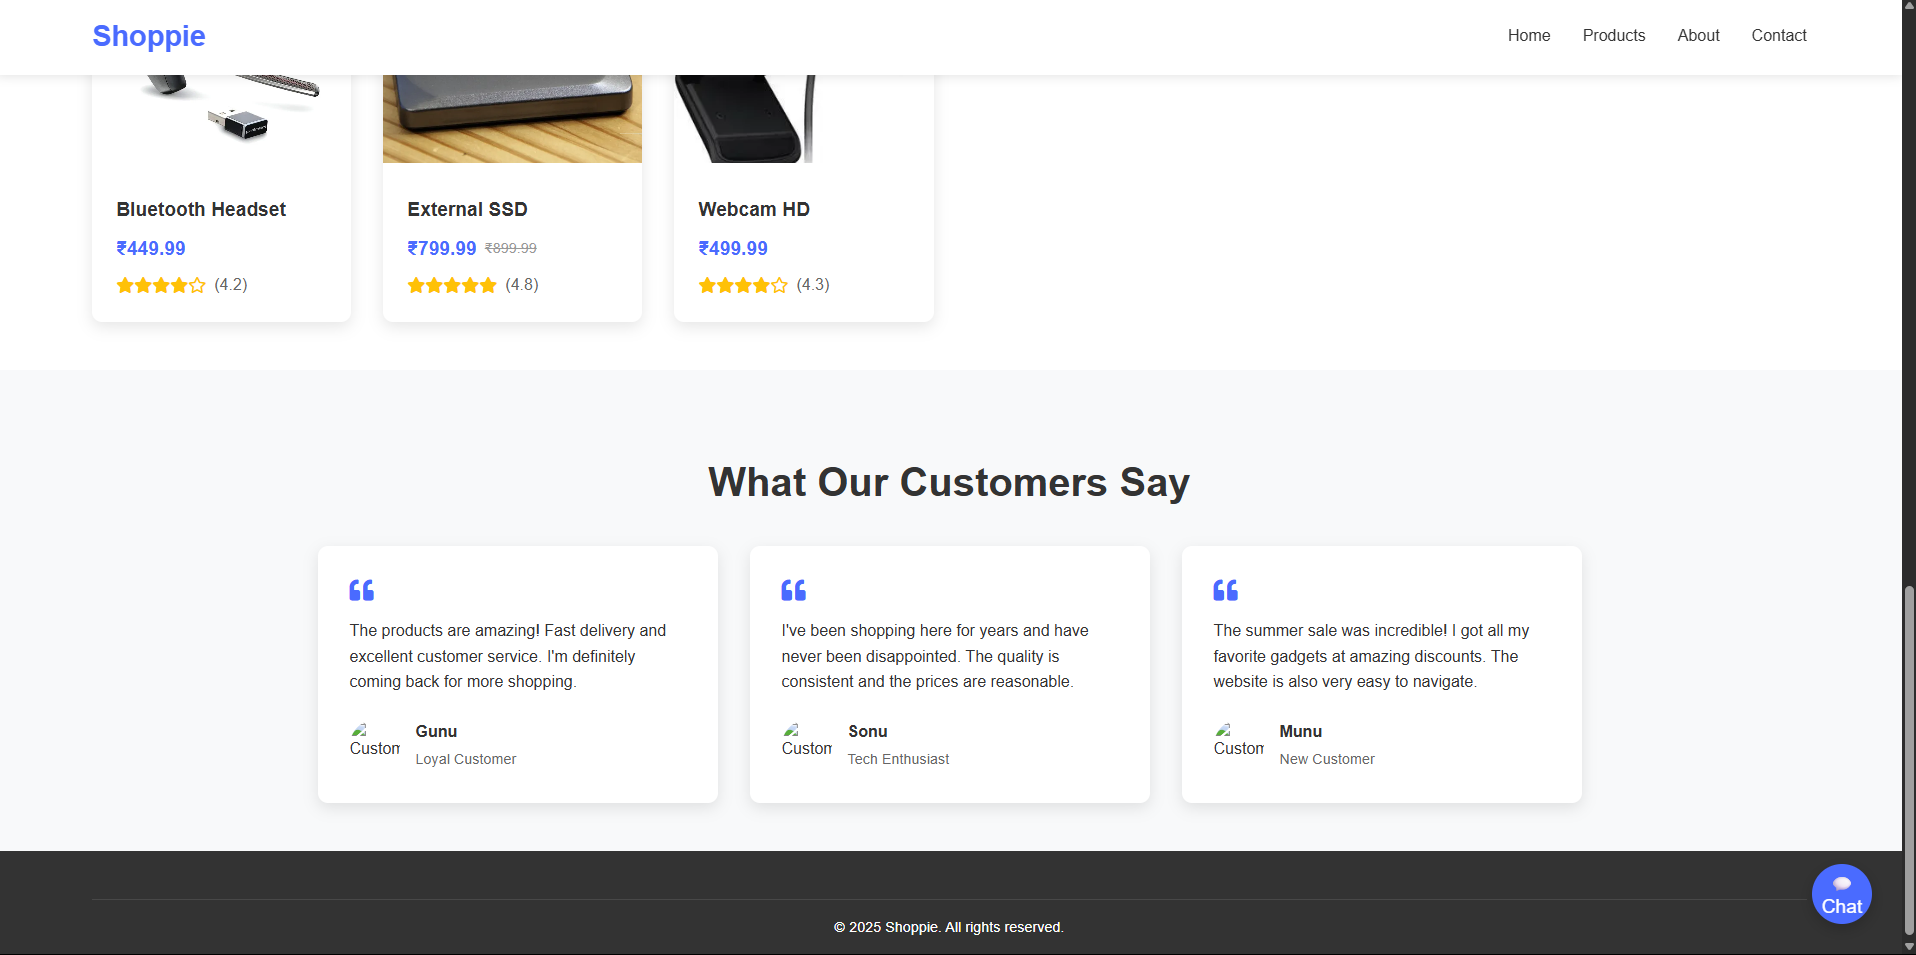 Shoppie
Home
Products
About
Contact
Bluetooth Headset
₹449.99
(4.2)
External SSD
₹799.99 ₹899.99
(4.8)
Webcam HD
₹499.99
(4.3)
What Our Customers Say
The products are amazing! Fast delivery and
excellent customer service. I'm definitely
coming back for more shopping.
Custom
Gunu
Loyal Customer
I've been shopping here for years and have
never been disappointed. The quality is
consistent and the prices are reasonable.
Custom
Sonu
Tech Enthusiast
The summer sale was incredible! I got all my
favorite gadgets at amazing discounts. The
website is also very easy to navigate.
Custom
Munu
New Customer
Chat
© 2025 Shoppie. All rights reserved.